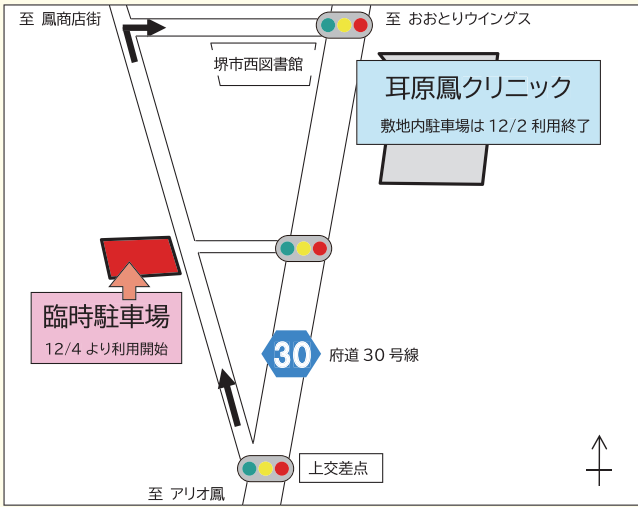 至 鳳商店街
至 おおとりウイングス
堺市西図書館
耳原鳳クリニック
敷地内駐車場は 12/2 利用終了
臨時駐車場
12/4 より利用開始
30
府道 30 号線
上交差点
至 アリオ鳳